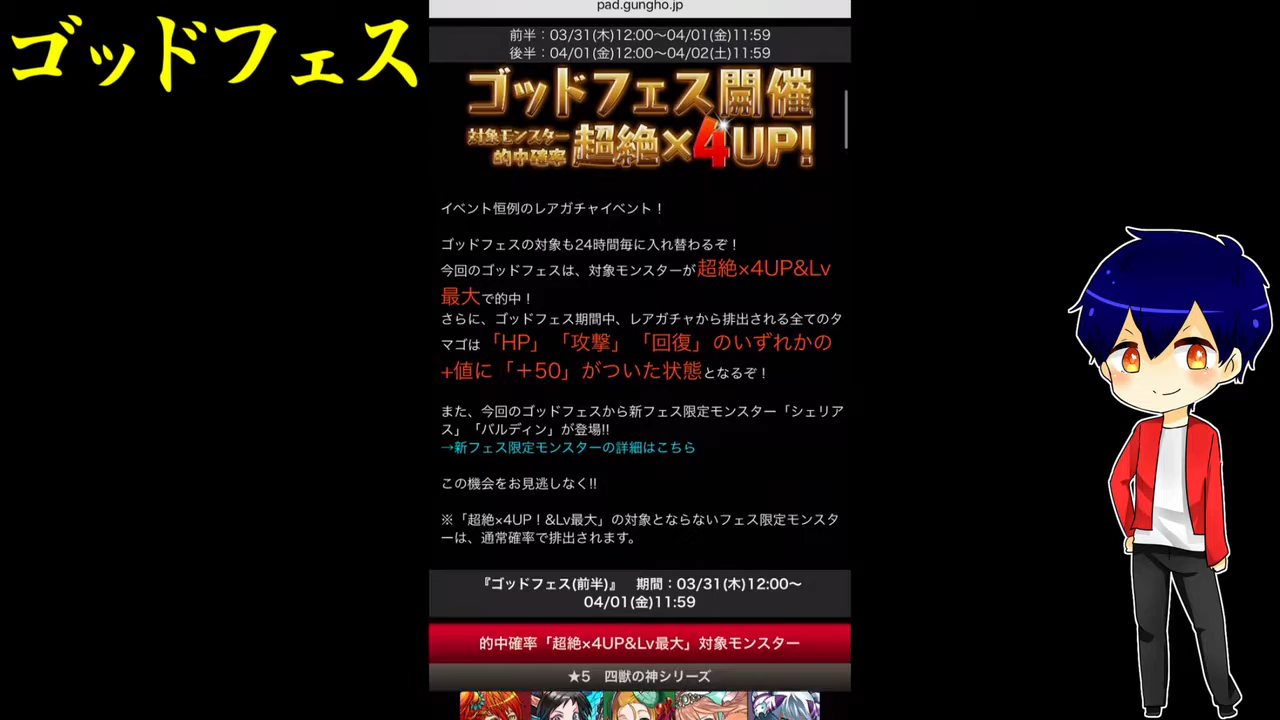 ゴッドフェス
pad.gungho.jp
前半：03/31(木)12:00〜04/01(金)11:59
後半：04/01(金)12:00〜04/02(土)11:59
ゴッドフェス開催
対象モンスター
的中確率 超絶×4UP!
イベント恒例のレアガチャイベント！
ゴッドフェスの対象も24時間毎に入れ替わるぞ！
今回のゴッドフェスは、対象モンスターが超絶×4UP&Lv
最大で的中！
さらに、ゴッドフェス期間中、レアガチャから排出される全てのタ
マゴは「HP」「攻撃」「回復」のいずれかの
+値に「＋50」がついた状態となるぞ！
また、今回のゴッドフェスから新フェス限定モンスター「シェリア
ス」「バルディン」が登場!!
→新フェス限定モンスターの詳細はこちら
この機会をお見逃しなく!!
※「超絶×4UP！&Lv最大」の対象とならないフェス限定モンスタ
ーは、通常確率で排出されます。
『ゴッドフェス(前半)』　期間：03/31(木)12:00〜
04/01(金)11:59
的中確率「超絶×4UP&Lv最大」対象モンスター
★5　四獣の神シリーズ